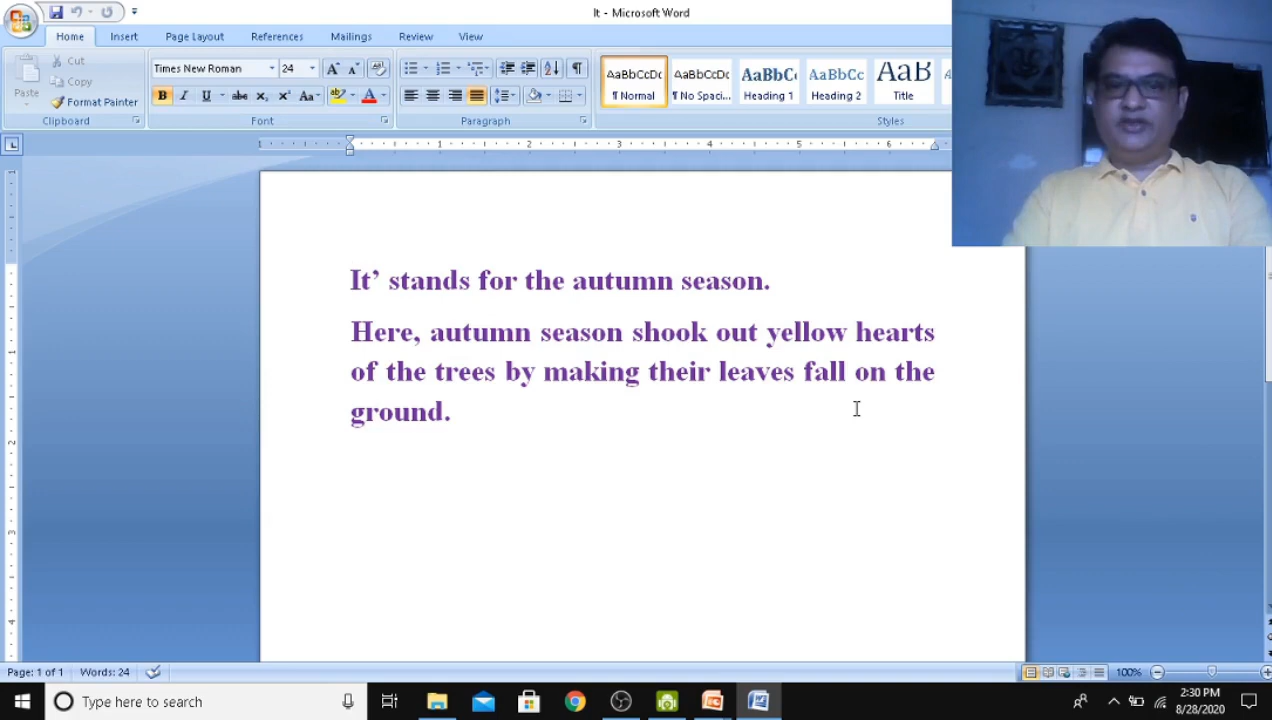 It - Microsoft Word
Home Insert Page Layout References Mailings Review View
Cut
Copy
Paste
Format Painter
Times New Roman 24
AaBbCcDc AaBbCcDc AaBbCc AaBbCc AaB
¶ Normal ¶ No Spaci... Heading 1 Heading 2 Title
Clipboard Font Paragraph Styles
It’ stands for the autumn season.
Here, autumn season shook out yellow hearts
of the trees by making their leaves fall on the
ground.
Page: 1 of 1 Words: 24 100%
Type here to search
2:30 PM
8/28/2020